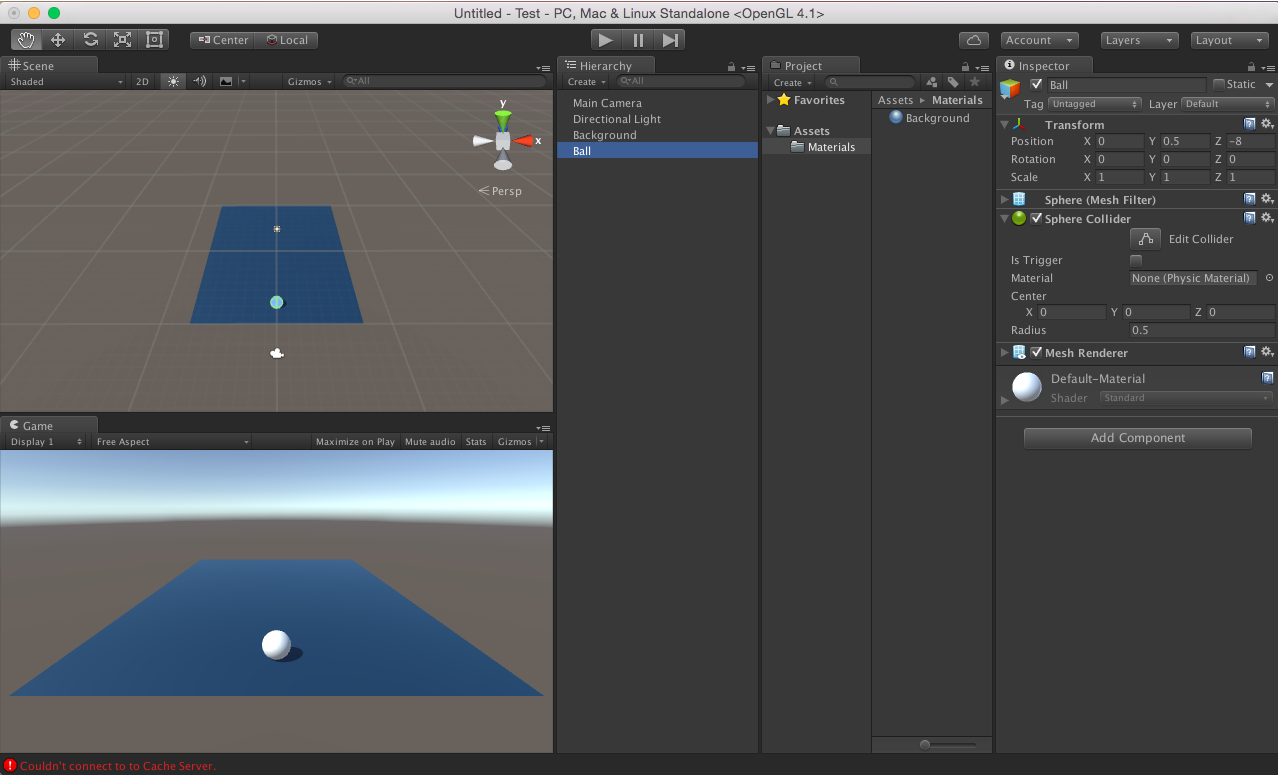 Untitled - Test - PC, Mac & Linux Standalone <OpenGL 4.1>
Center Local Account Layers Layout
Scene
Shaded 2D Gizmos All
y
x
Persp
Game
Display 1 Free Aspect Maximize on Play Mute audio Stats Gizmos
Hierarchy
Create All
Main Camera
Directional Light
Background
Ball
Project
Create
Favorites
Assets
Materials
Assets Materials
Background
Inspector
Ball Static
Tag Untagged Layer Default
Transform
Position X 0 Y 0.5 Z -8
Rotation X 0 Y 0 Z 0
Scale X 1 Y 1 Z 1
Sphere (Mesh Filter)
Sphere Collider
Edit Collider
Is Trigger
Material None (Physic Material)
Center
X 0 Y 0 Z 0
Radius 0.5
Mesh Renderer
Default-Material
Shader Standard
Add Component
Couldn't connect to to Cache Server.